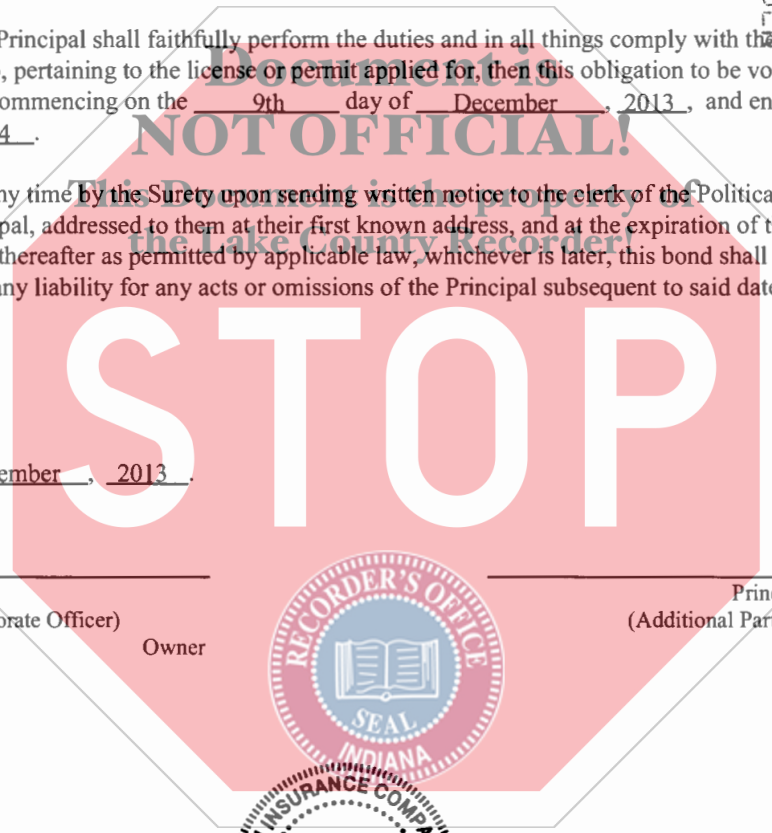 Principal shall faithfully perform the duties and in all things comply with the
Document is
, pertaining to the license or permit applied for, then this obligation to be vo
ommencing on the 9th day of December , 2013 , and en
NOT OFFICIAL!
4 .
ny time by the Surety upon sending written notice to the clerk of the Politica
This Document is the property of
pal, addressed to them at their first known address, and at the expiration of t
the Lake County Recorder!
thereafter as permitted by applicable law, whichever is later, this bond shall
any liability for any acts or omissions of the Principal subsequent to said date
STOP
ember , 2013 .
RECORDER'S OFFICE
Prin
orate Officer)
(Additional Par
Owner
SEAL
INDIANA
INSURANCE COMPA